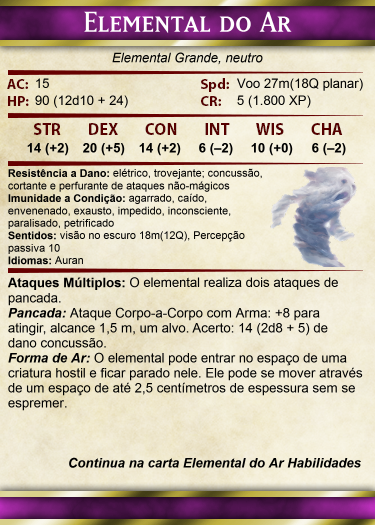 Elemental do Ar
Elemental Grande, neutro
AC: 15 Spd: Voo 27m(18Q planar)
HP: 90 (12d10 + 24) CR: 5 (1.800 XP)
STR DEX CON INT WIS CHA
14 (+2) 20 (+5) 14 (+2) 6 (–2) 10 (+0) 6 (–2)
Resistência a Dano: elétrico, trovejante; concussão,
cortante e perfurante de ataques não-mágicos
Imunidade a Condição: agarrado, caído,
envenenado, exausto, impedido, inconsciente,
paralisado, petrificado
Sentidos: visão no escuro 18m(12Q), Percepção
passiva 10
Idiomas: Auran
Ataques Múltiplos: O elemental realiza dois ataques de
pancada.
Pancada: Ataque Corpo-a-Corpo com Arma: +8 para
atingir, alcance 1,5 m, um alvo. Acerto: 14 (2d8 + 5) de
dano concussão.
Forma de Ar: O elemental pode entrar no espaço de uma
criatura hostil e ficar parado nele. Ele pode se mover através
de um espaço de até 2,5 centímetros de espessura sem se
espremer.
Continua na carta Elemental do Ar Habilidades